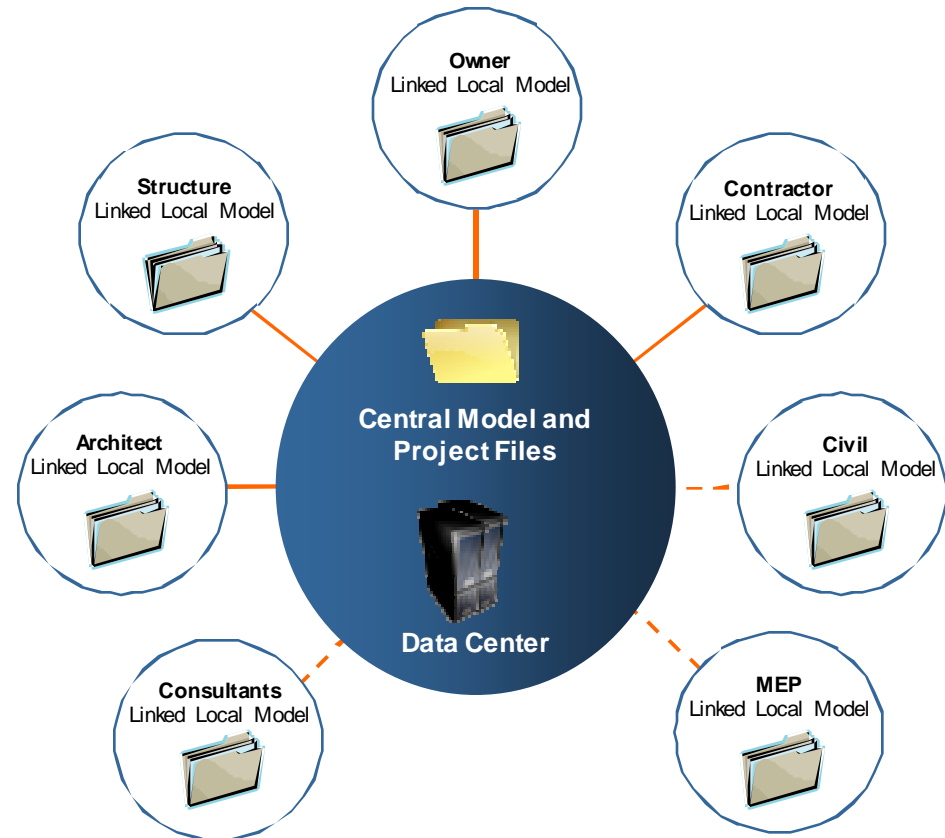 Owner
Linked Local Model
Structure
Linked Local Model
Contractor
Linked Local Model
Central Model and
Project Files
Architect
Linked Local Model
Civil
Linked Local Model
Data Center
Consultants
Linked Local Model
MEP
Linked Local Model